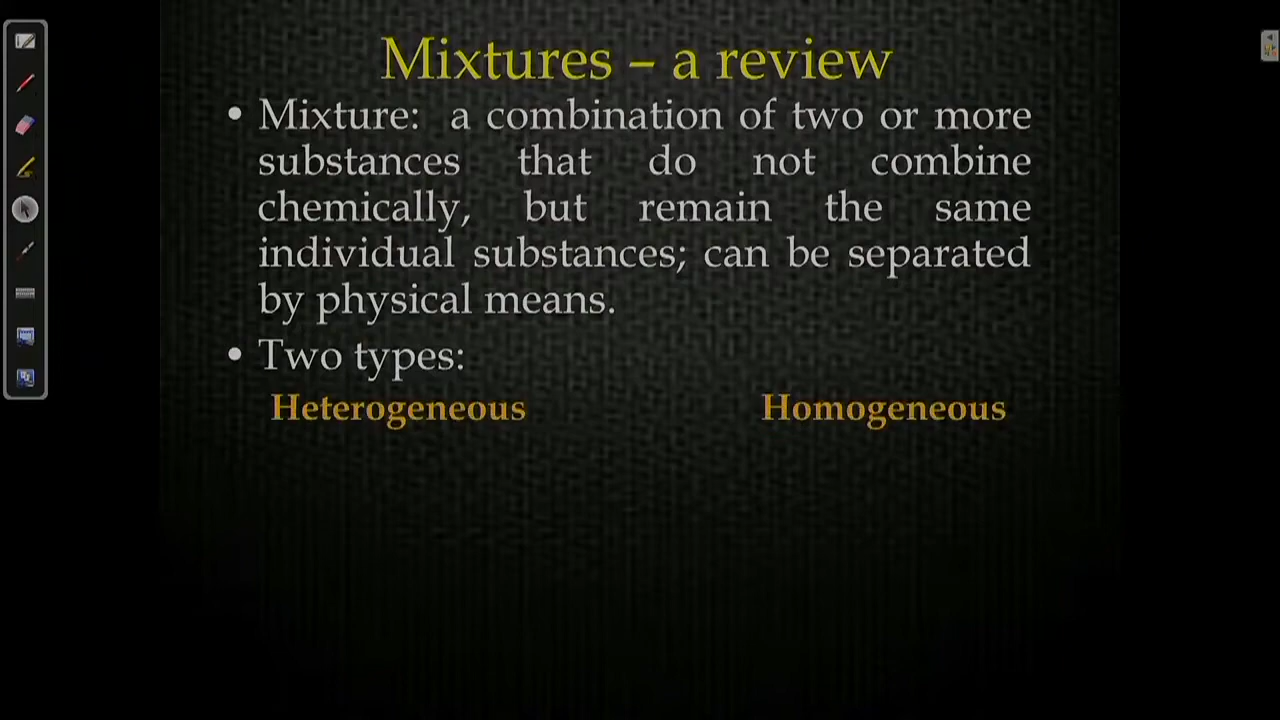 Mixtures – a review
• Mixture: a combination of two or more
substances that do not combine
chemically, but remain the same
individual substances; can be separated
by physical means.
• Two types:
Heterogeneous Homogeneous